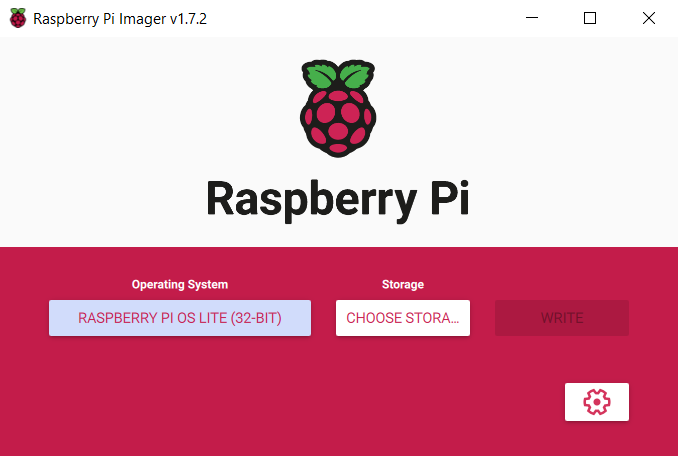 Raspberry Pi Imager v1.7.2
Raspberry Pi
Operating System
Storage
RASPBERRY PI OS LITE (32-BIT)
CHOOSE STORA...
WRITE